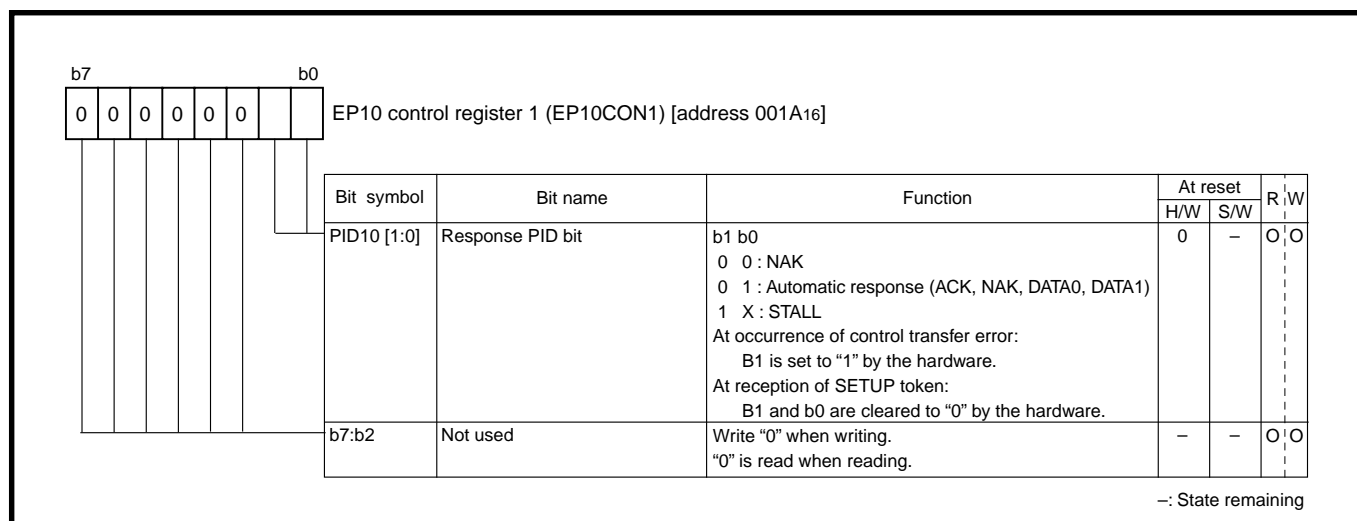 b7 b0
0 0 0 0 0 0
EP10 control register 1 (EP10CON1) [address 001A16]
Bit symbol Bit name Function At reset R W
H/W S/W
PID10 [1:0] Response PID bit b1 b0 0 – O O
0 0 : NAK
0 1 : Automatic response (ACK, NAK, DATA0, DATA1)
1 X : STALL
At occurrence of control transfer error:
B1 is set to “1” by the hardware.
At reception of SETUP token:
B1 and b0 are cleared to “0” by the hardware.
b7:b2 Not used Write “0” when writing. – – O O
“0” is read when reading.
–: State remaining